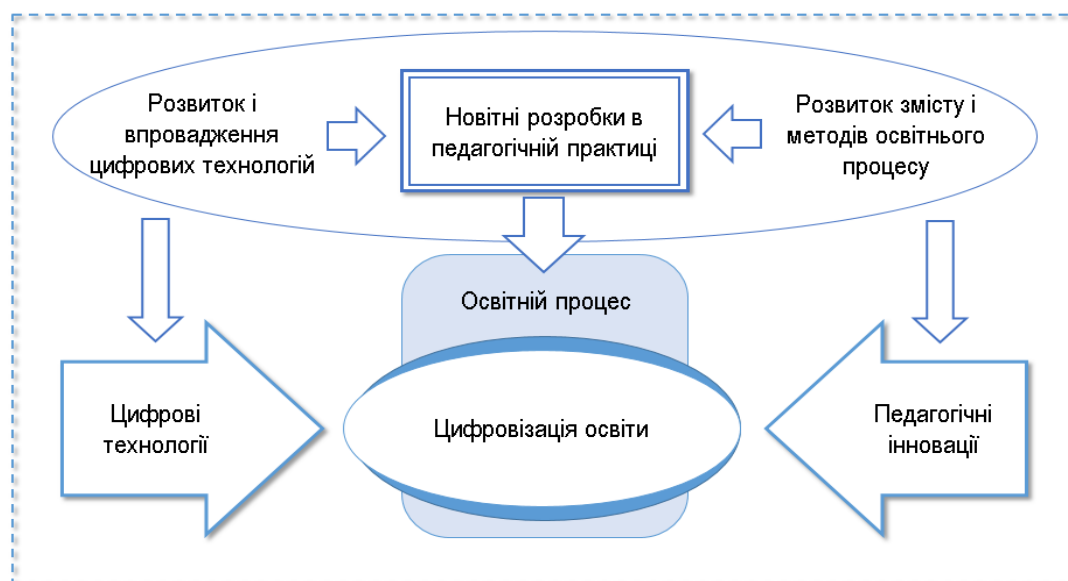 Розвиток і
впровадження
цифрових технологій
Новітні розробки в
педагогічній практиці
Розвиток змісту і
методів освітнього
процесу
Освітній процес
Цифрові
технології
Цифровізація освіти
Педагогічні
інновації